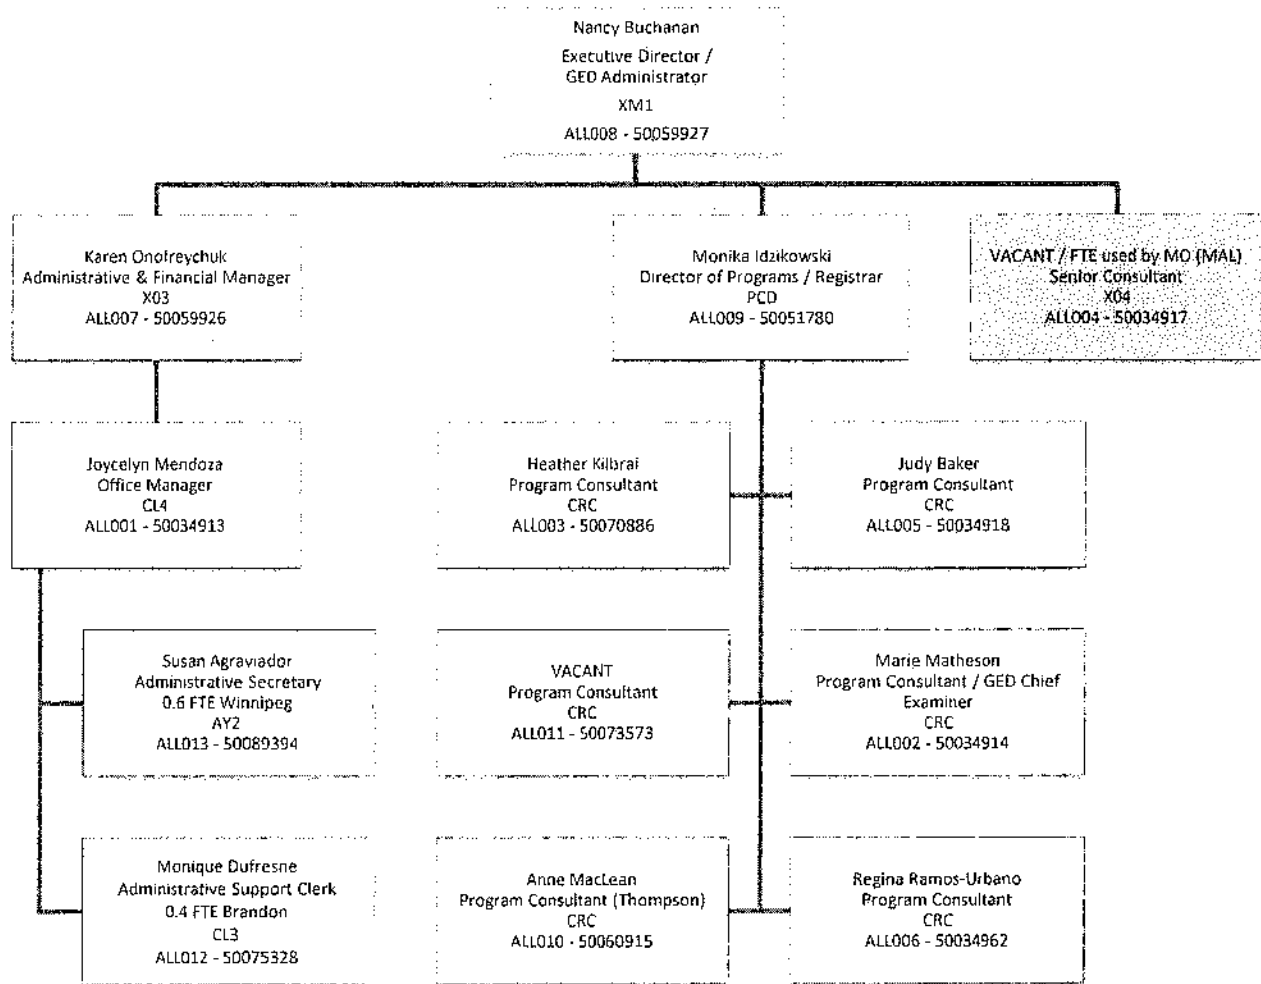 Nancy Buchanan
Executive Director /
GED Administrator
XM1
ALL008 - 50059927
Karen Onofreychuk
Administrative & Financial Manager
X03
ALL007 - 50059926
Monika Idzikowski
Director of Programs / Registrar
PCD
ALL009 - 50051780
VACANT / FTE used by MO (MAL)
Senior Consultant
X04
ALL004 - 50034917
Joycelyn Mendoza
Office Manager
CL4
ALL001 - 50034913
Heather Kilbrai
Program Consultant
CRC
ALL003 - 50070886
Judy Baker
Program Consultant
CRC
ALL005 - 50034918
Susan Agraviador
Administrative Secretary
0.6 FTE Winnipeg
AY2
ALL013 - 50089394
VACANT
Program Consultant
CRC
ALL011 - 50073573
Marie Matheson
Program Consultant / GED Chief
Examiner
CRC
ALL002 - 50034914
Monique Dufresne
Administrative Support Clerk
0.4 FTE Brandon
CL3
ALL012 - 50075328
Anne MacLean
Program Consultant (Thompson)
CRC
ALL010 - 50060915
Regina Ramos-Urbano
Program Consultant
CRC
ALL006 - 50034962